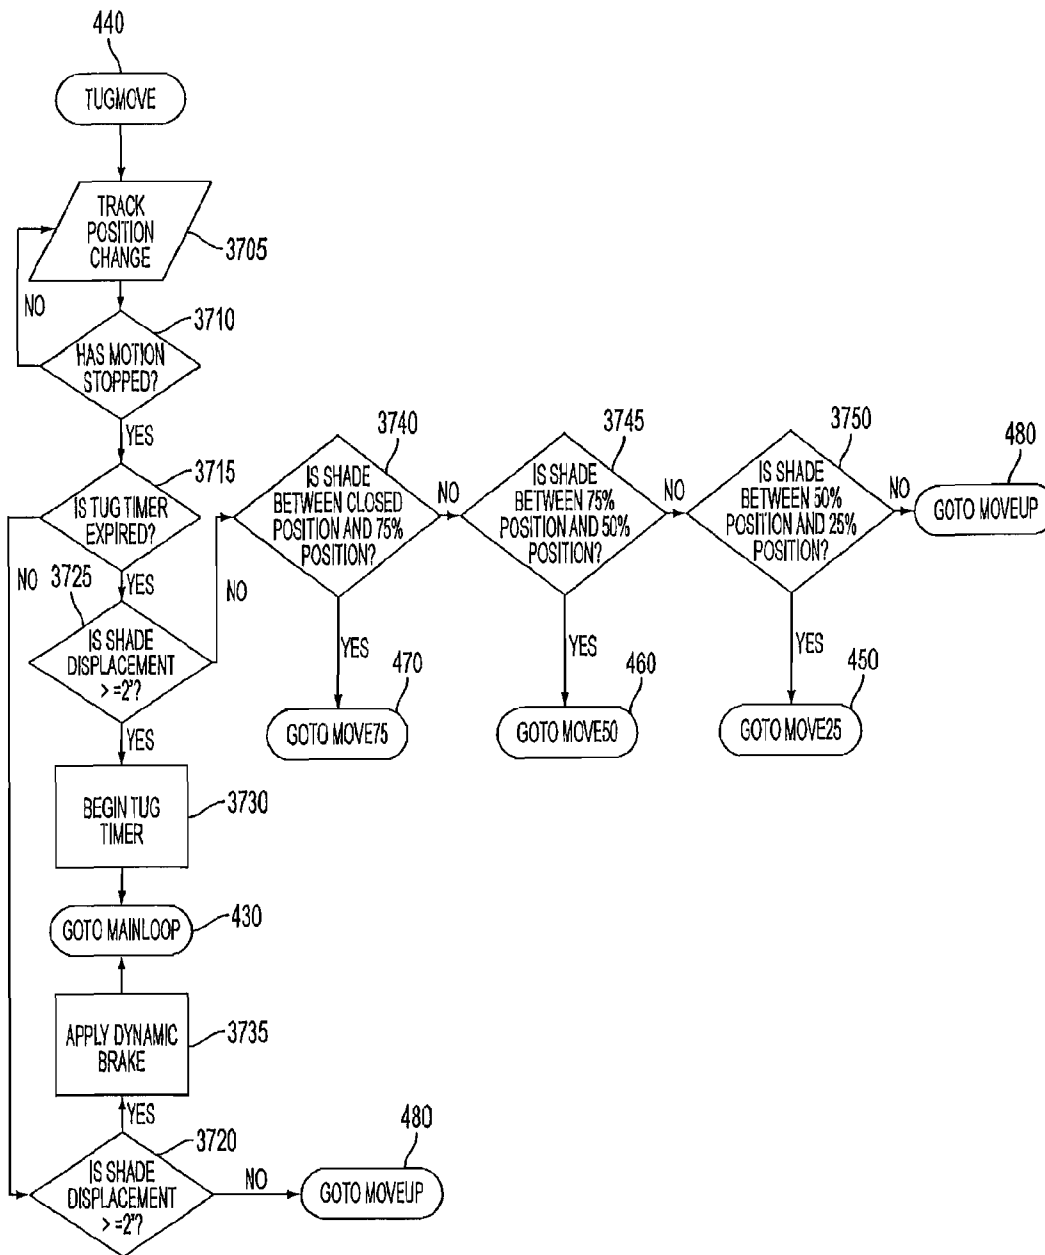 440
TUGMOVE
TRACK
POSITION
CHANGE
3705
NO
3710
HAS MOTION
STOPPED?
YES
3715
IS TUG TIMER
EXPIRED?
NO
3725
YES
IS SHADE
DISPLACEMENT
> =2"?
NO
YES
BEGIN TUG
TIMER
3730
GOTO MAINLOOP
430
APPLY DYNAMIC
BRAKE
3735
YES
3720
IS SHADE
DISPLACEMENT
> =2"?
NO
480
GOTO MOVEUP
3740
IS SHADE
BETWEEN CLOSED
POSITION AND 75%
POSITION?
NO
YES
470
GOTO MOVE75
3745
IS SHADE
BETWEEN 75%
POSITION AND 50%
POSITION?
NO
YES
460
GOTO MOVE50
3750
IS SHADE
BETWEEN 50%
POSITION AND 25%
POSITION?
NO
YES
450
GOTO MOVE25
480
GOTO MOVEUP